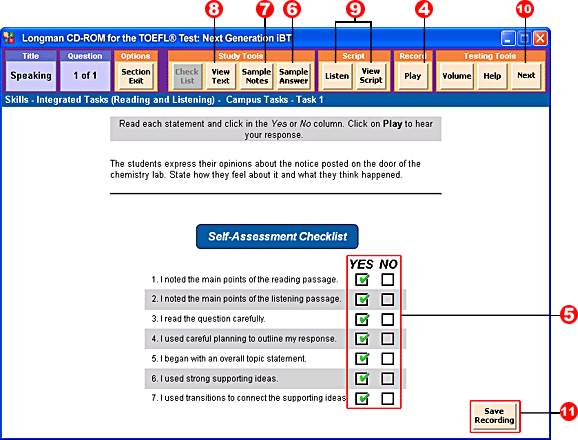 8 7 6 9 4 10
Longman CD-ROM for the TOEFL® Test: Next Generation iBT
Title Question Options Study Tools Script Record Testing Tools
Speaking 1 of 1 Section Exit Check List View Text Sample Notes Sample Answer Listen View Script Play Volume Help Next
Skills - Integrated Tasks (Reading and Listening) - Campus Tasks - Task 1
Read each statement and click in the Yes or No column. Click on Play to hear
your response.
The students express their opinions about the notice posted on the door of the
chemistry lab. State how they feel about it and what they think happened.
Self-Assessment Checklist
YES NO
1. I noted the main points of the reading passage.
2. I noted the main points of the listening passage.
3. I read the question carefully.
5
4. I used careful planning to outline my response.
5. I began with an overall topic statement.
6. I used strong supporting ideas.
7. I used transitions to connect the supporting ideas
Save
Recording
11